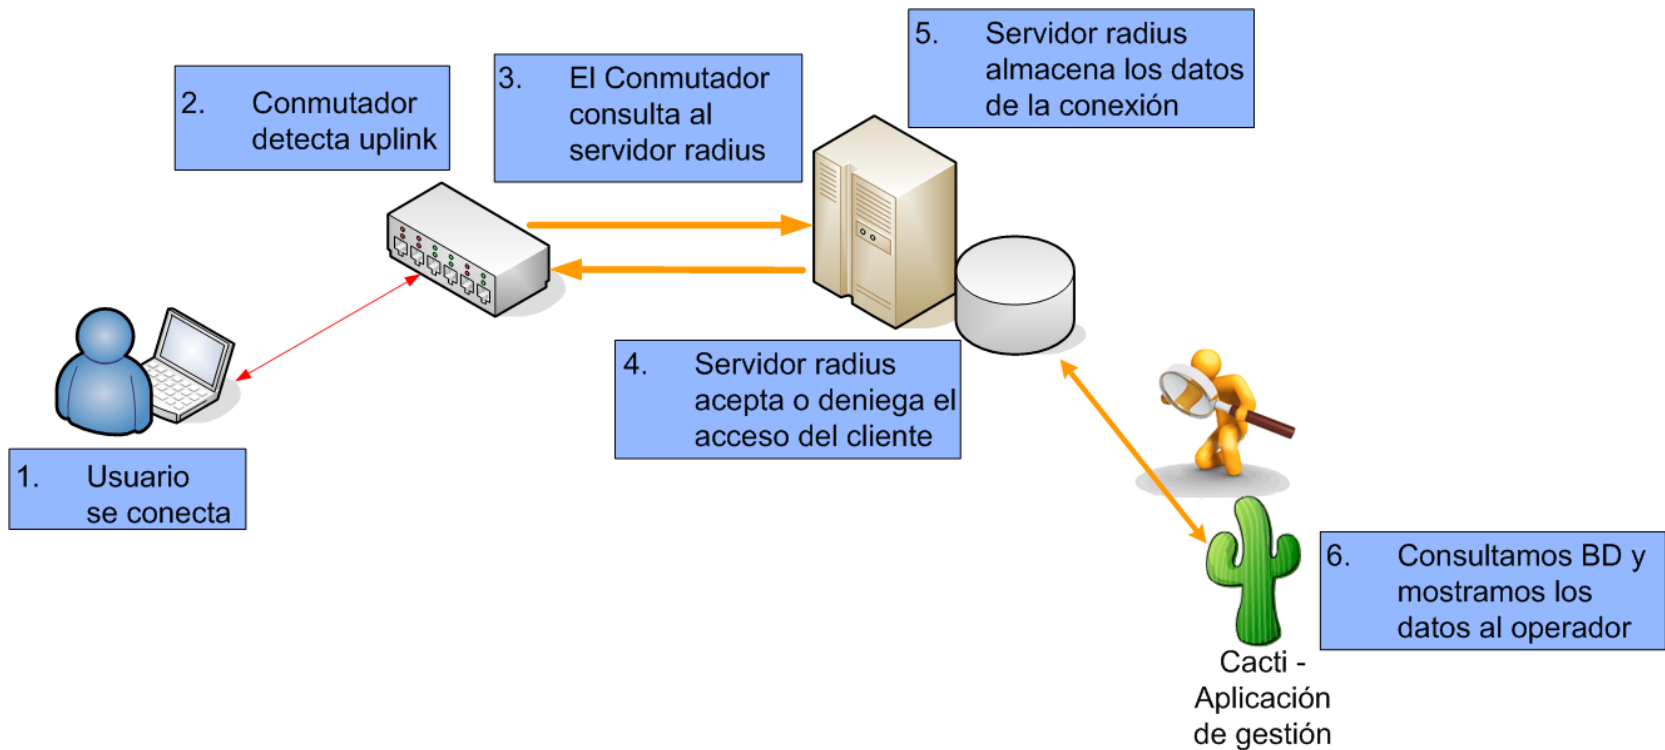 1. Usuario
se conecta
2. Conmutador
detecta uplink
3. El Conmutador
consulta al
servidor radius
4. Servidor radius
acepta o deniega el
acceso del cliente
5. Servidor radius
almacena los datos
de la conexión
6. Consultamos BD y
mostramos los
datos al operador
Cacti -
Aplicación
de gestión